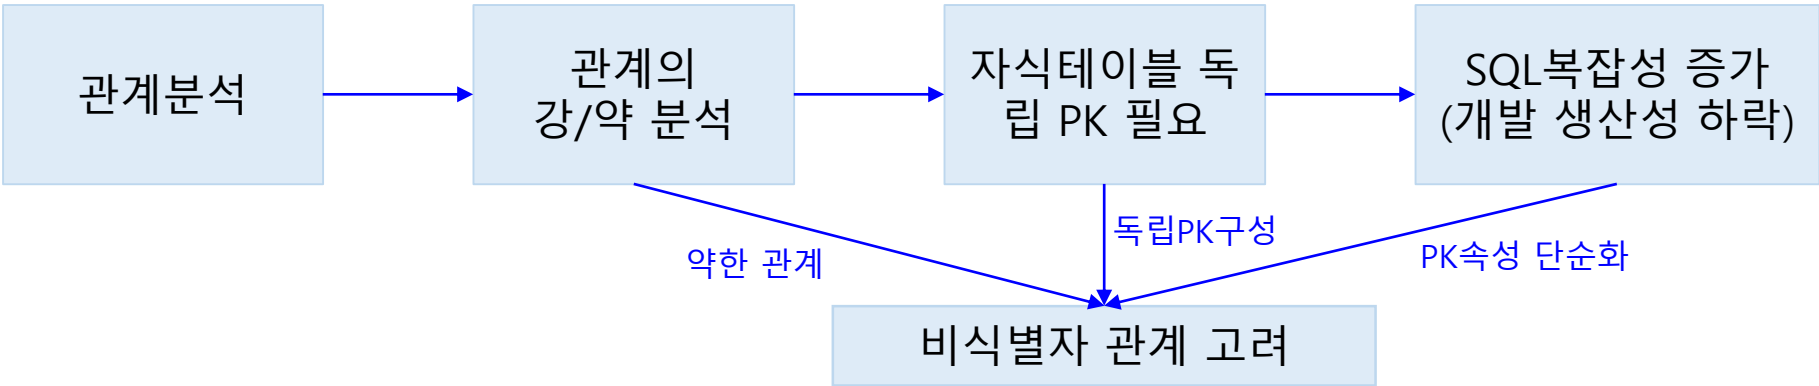 관계분석
관계의
강/약 분석
자식테이블 독
립 PK 필요
SQL복잡성 증가
(개발 생산성 하락)
약한 관계
독립PK구성
PK속성 단순화
비식별자 관계 고려